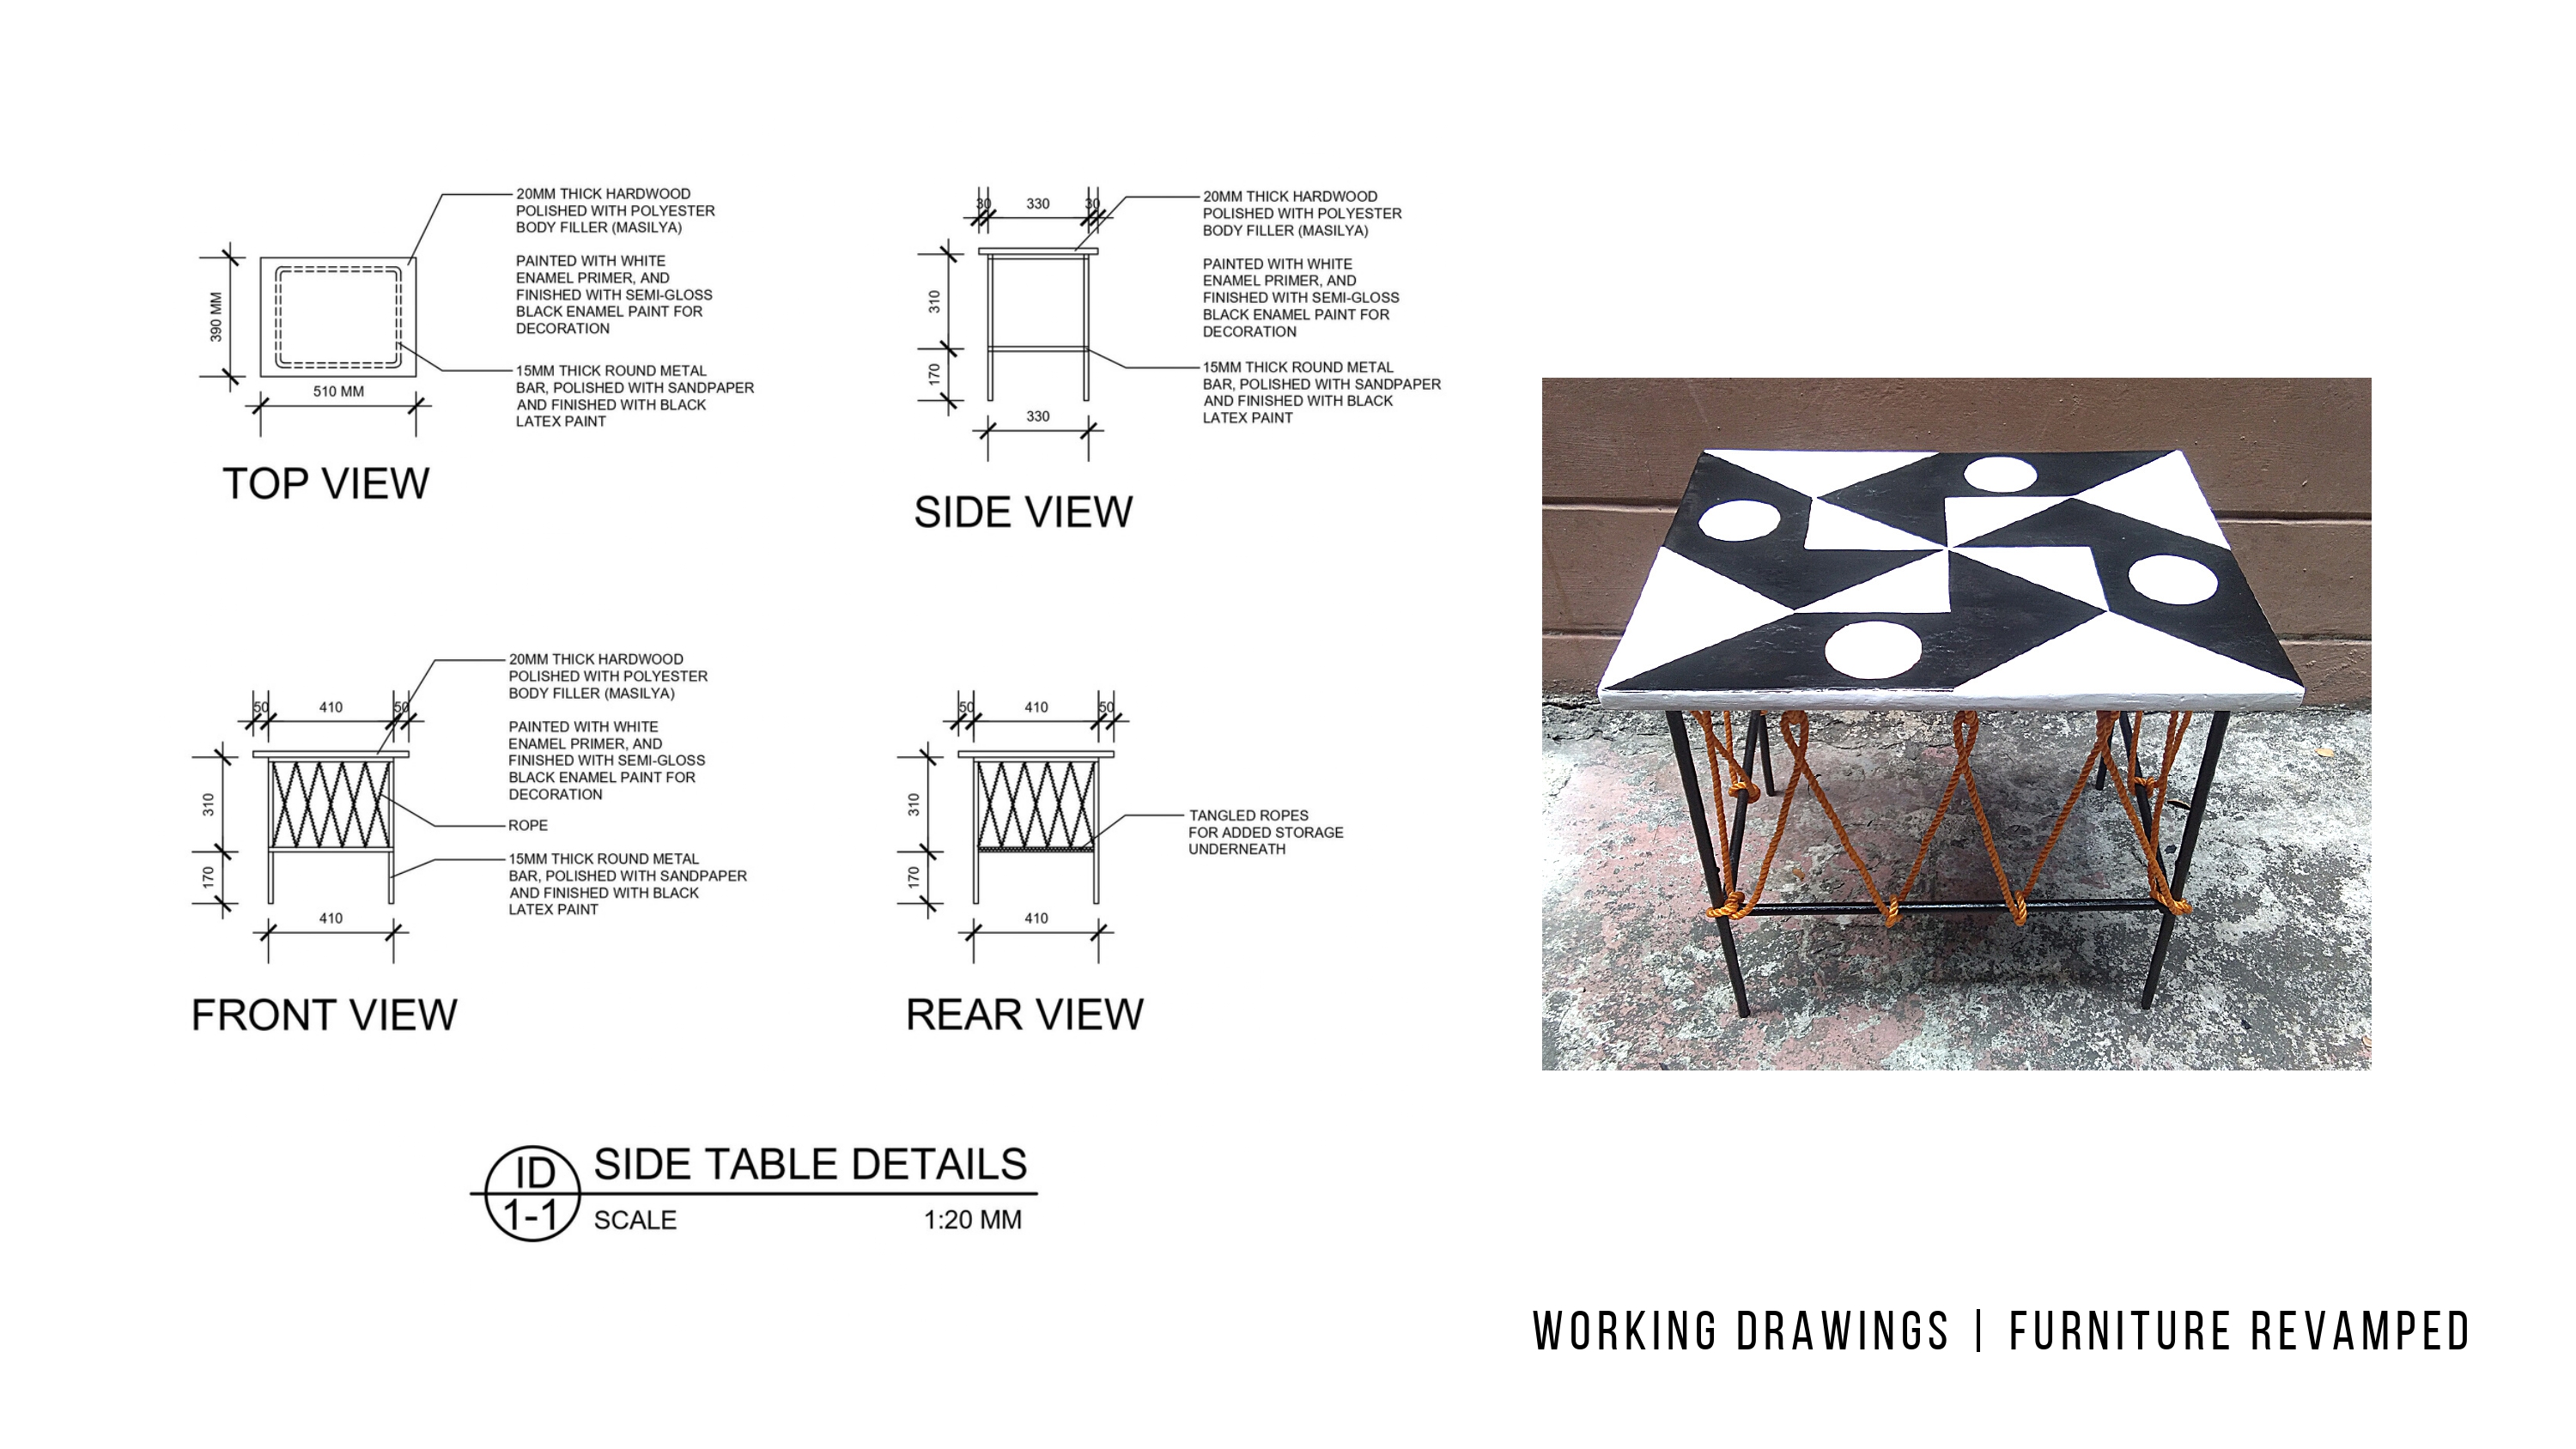 20MM THICK HARDWOOD
POLISHED WITH POLYESTER
BODY FILLER (MASILYA)
PAINTED WITH WHITE
ENAMEL PRIMER, AND
FINISHED WITH SEMI-GLOSS
BLACK ENAMEL PAINT FOR
DECORATION
390 MM
15MM THICK ROUND METAL
BAR, POLISHED WITH SANDPAPER
AND FINISHED WITH BLACK
LATEX PAINT
510 MM
TOP VIEW
30 330 30
20MM THICK HARDWOOD
POLISHED WITH POLYESTER
BODY FILLER (MASILYA)
PAINTED WITH WHITE
ENAMEL PRIMER, AND
FINISHED WITH SEMI-GLOSS
BLACK ENAMEL PAINT FOR
DECORATION
310
15MM THICK ROUND METAL
BAR, POLISHED WITH SANDPAPER
AND FINISHED WITH BLACK
LATEX PAINT
170
330
SIDE VIEW
20MM THICK HARDWOOD
POLISHED WITH POLYESTER
BODY FILLER (MASILYA)
50 410 50
PAINTED WITH WHITE
ENAMEL PRIMER, AND
FINISHED WITH SEMI-GLOSS
BLACK ENAMEL PAINT FOR
DECORATION
310
ROPE
15MM THICK ROUND METAL
BAR, POLISHED WITH SANDPAPER
AND FINISHED WITH BLACK
LATEX PAINT
170
410
FRONT VIEW
50 410 50
310
TANGLED ROPES
FOR ADDED STORAGE
UNDERNEATH
170
410
REAR VIEW
ID
1-1
SIDE TABLE DETAILS
SCALE 1:20 MM
WORKING DRAWINGS | FURNITURE REVAMPED